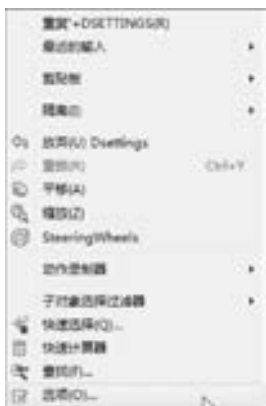 重复"+DSETTINGS(R)
最近的输入
剪贴板
隔离(I)
放弃(U) Dsettings
重做(R) Ctrl+Y
平移(A)
缩放(Z)
SteeringWheels
动作录制器
子对象选择过滤器
快速选择(Q)...
快速计算器
查找(F)...
选项(O)...